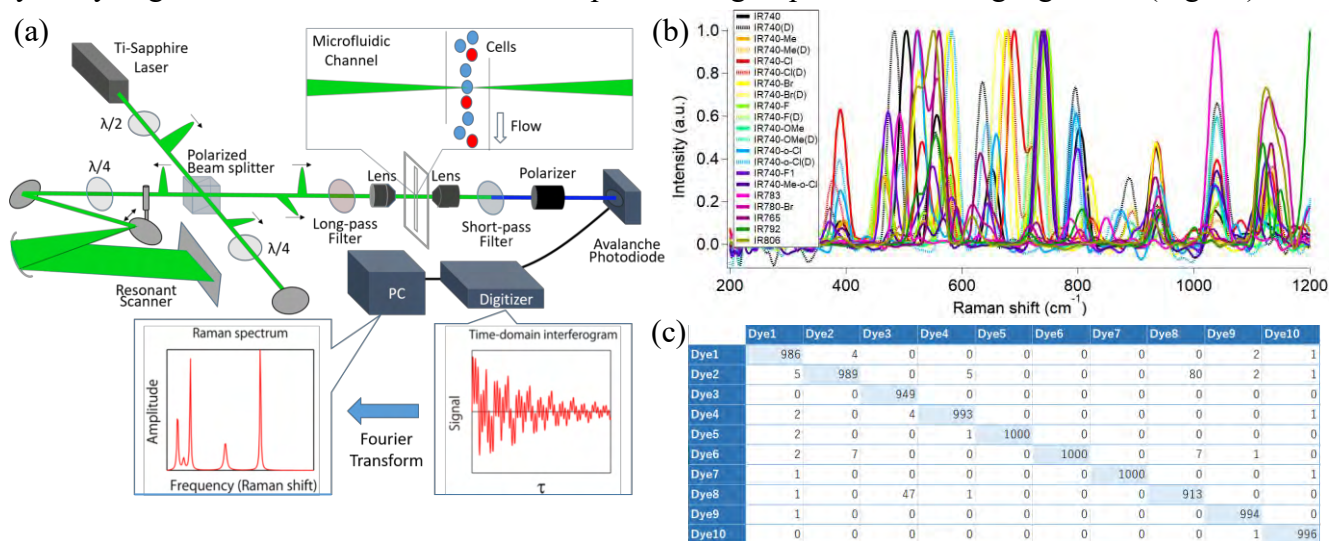 (a)
Ti-Sapphire
Laser
λ/2
λ/4
Polarized
Beam splitter
Microfluidic
Channel
Cells
Flow
Lens
Lens
Polarizer
Long-pass
Filter
Short-pass
Filter
Avalanche
Photodiode
λ/4
Resonant
Scanner
PC
Digitizer
Raman spectrum
Amplitude
Frequency (Raman shift)
Fourier
Transform
Time-domain interferogram
Signal
τ
(b)
Intensity (a.u.)
1.0
0.8
0.6
0.4
0.2
0.0
IR740
IR740(D)
IR740-Me
IR740-Me(D)
IR740-Cl
IR740-Cl(D)
IR740-Br
IR740-Br(D)
IR740-F
IR740-F(D)
IR740-OMe
IR740-OMe(D)
IR740-o-Cl
IR740-o-Cl(D)
IR740-F1
IR740-Me-o-Cl
IR783
IR780-Br
IR765
IR792
IR806
200 400 600 800 1000 1200
Raman shift (cm-1)
(c)
Dye1 Dye2 Dye3 Dye4 Dye5 Dye6 Dye7 Dye8 Dye9 Dye10
Dye1 986 4 0 0 0 0 0 0 2 1
Dye2 5 989 0 5 0 0 0 80 2 1
Dye3 0 0 949 0 0 0 0 0 0 0
Dye4 2 0 4 993 0 0 0 0 0 1
Dye5 2 0 0 1 1000 0 0 0 0 0
Dye6 2 7 0 0 0 1000 0 7 1 0
Dye7 1 0 0 0 0 0 1000 0 0 1
Dye8 1 0 47 1 0 0 0 913 0 0
Dye9 1 0 0 0 0 0 0 0 994 0
Dye10 0 0 0 0 0 0 0 0 1 996